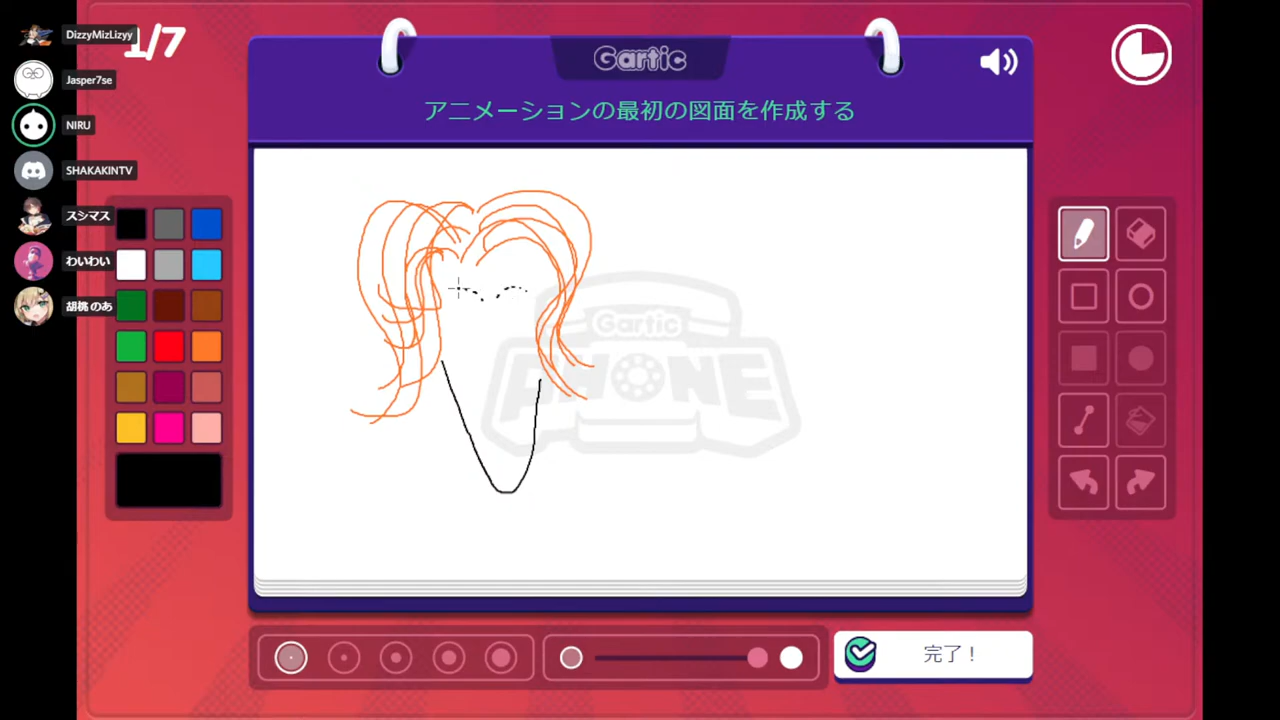 DizzyMizLizyy
1/7
Jasper7se
NIRU
SHAKAKINTV
スシマス
わいわい
胡桃 のあ
Gartic
アニメーションの最初の図面を作成する
Gartic
PHONE
完了！